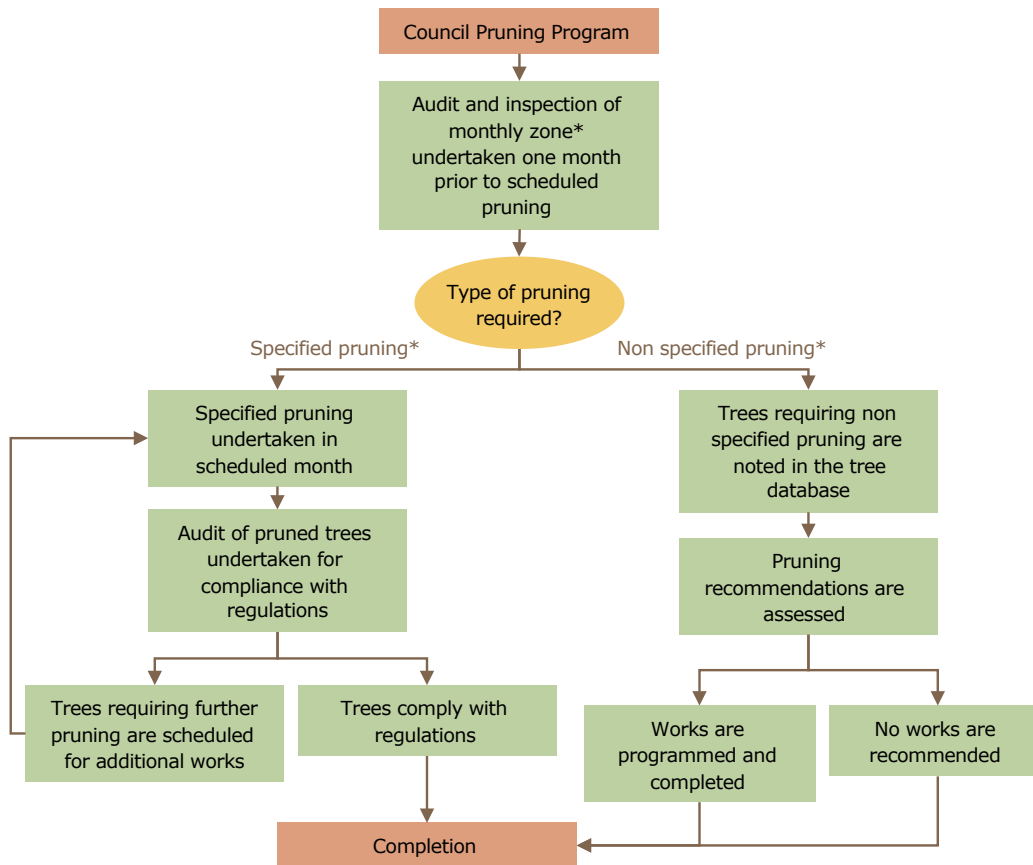 Council Pruning Program
Audit and inspection of
monthly zone*
undertaken one month
prior to scheduled
pruning
Type of pruning
required?
Specified pruning*
Non specified pruning*
Specified pruning
undertaken in
scheduled month
Trees requiring non
specified pruning are
noted in the tree
database
Audit of pruned trees
undertaken for
compliance with
regulations
Pruning
recommendations are
assessed
Trees requiring further
pruning are scheduled
for additional works
Trees comply with
regulations
Works are
programmed and
completed
No works are
recommended
Completion